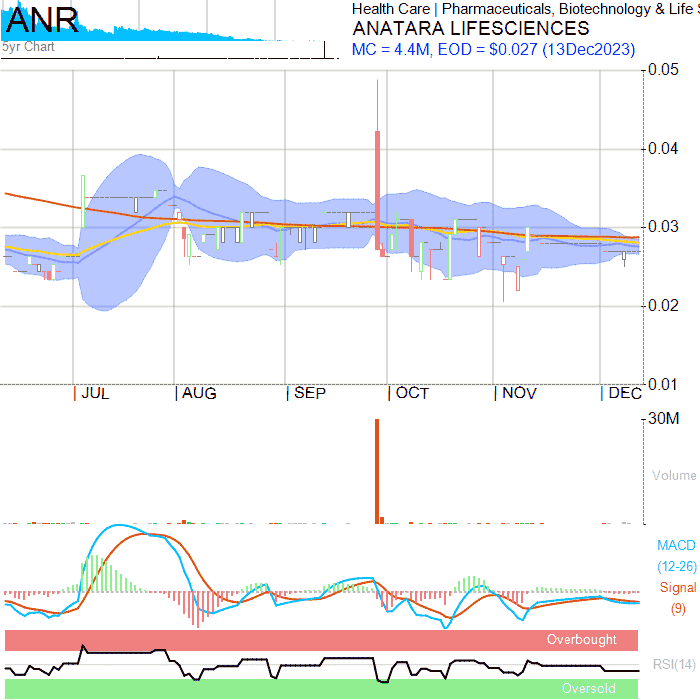 ANR
Health Care | Pharmaceuticals, Biotechnology & Life
ANATARA LIFESCIENCES
5yr Chart
MC = 4.4M, EOD = $0.027 (13Dec2023)
0.05
0.04
0.03
0.02
0.01
| JUL | AUG | SEP | OCT | NOV | DEC
30M
Volume
MACD
(12-26)
Signal
(9)
Overbought
RSI(14)
Oversold